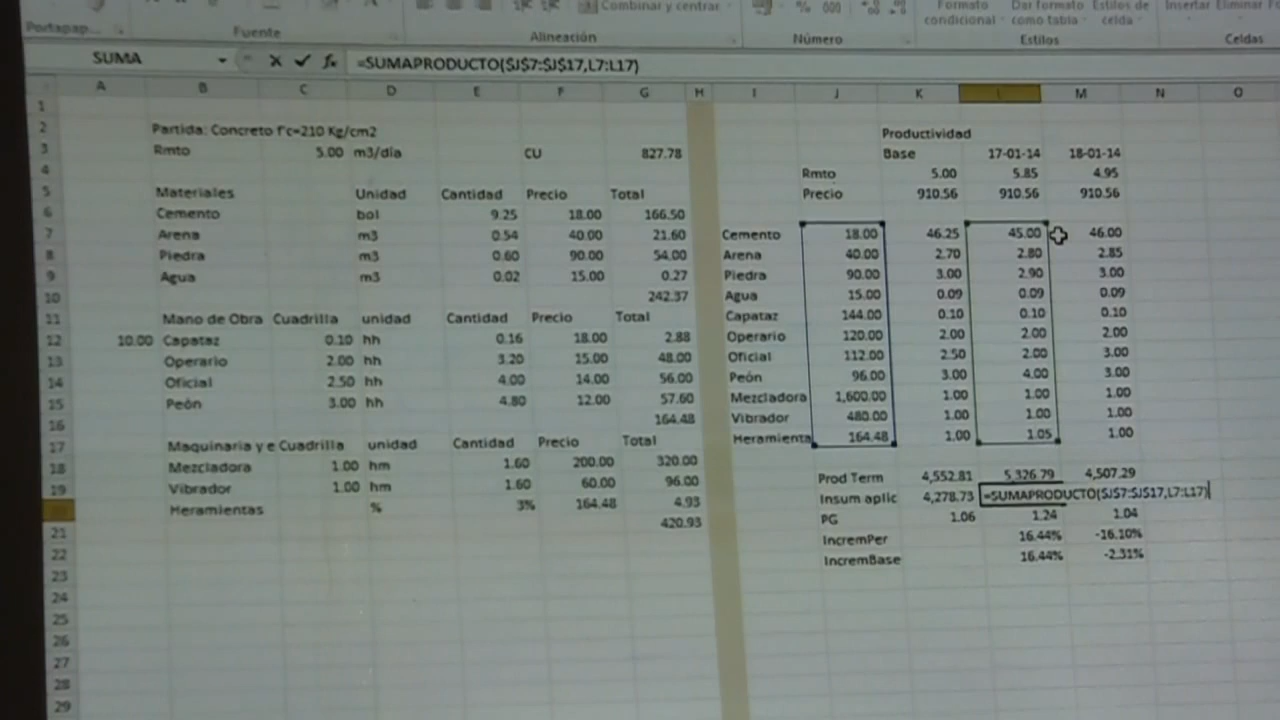 Combinar y centrar % 000 Formato Dar formato Estilos de Insertar Eliminar
condicional como tabla celda
Portapap... Fuente Alineación Número Estilos Celdas
SUMA fx =SUMAPRODUCTO($J$7:$J$17,L7:L17)
A B C D E F G H I J K L M N O
1
2 Partida: Concreto f'c=210 Kg/cm2 Productividad
3 Rmto 5.00 m3/día CU 827.78 Base 17-01-14 18-01-14
4 Rmto 5.00 5.85 4.95
5 Materiales Unidad Cantidad Precio Total Precio 910.56 910.56 910.56
6 Cemento bol 9.25 18.00 166.50
7 Arena m3 0.54 40.00 21.60 Cemento 18.00 46.25 45.00 46.00
8 Piedra m3 0.60 90.00 54.00 Arena 40.00 2.70 2.80 2.85
9 Agua m3 0.02 15.00 0.27 Piedra 90.00 3.00 2.90 3.00
10 242.37 Agua 15.00 0.09 0.09 0.09
11 Mano de Obra Cuadrilla unidad Cantidad Precio Total Capataz 144.00 0.10 0.10 0.10
12 10.00 Capataz 0.10 hh 0.16 18.00 2.88 Operario 120.00 2.00 2.00 2.00
13 Operario 2.00 hh 3.20 15.00 48.00 Oficial 112.00 2.50 2.00 3.00
14 Oficial 2.50 hh 4.00 14.00 56.00 Peón 96.00 3.00 4.00 3.00
15 Peón 3.00 hh 4.80 12.00 57.60 Mezcladora 1,600.00 1.00 1.00 1.00
16 164.48 Vibrador 480.00 1.00 1.00 1.00
17 Maquinaria y e Cuadrilla unidad Cantidad Precio Total Heramienta 164.48 1.00 1.05 1.00
18 Mezcladora 1.00 hm 1.60 200.00 320.00
19 Vibrador 1.00 hm 1.60 60.00 96.00 Prod Term 4,552.81 5,326.79 4,507.29
Heramientas % 3% 164.48 4.93 Insum aplic 4,278.73 =SUMAPRODUCTO($J$7:$J$17,L7:L17)
21 420.93 PG 1.06 1.24 1.04
22 IncremPer 16.44% -16.10%
23 IncremBase 16.44% -2.31%
24
25
26
27
28
29